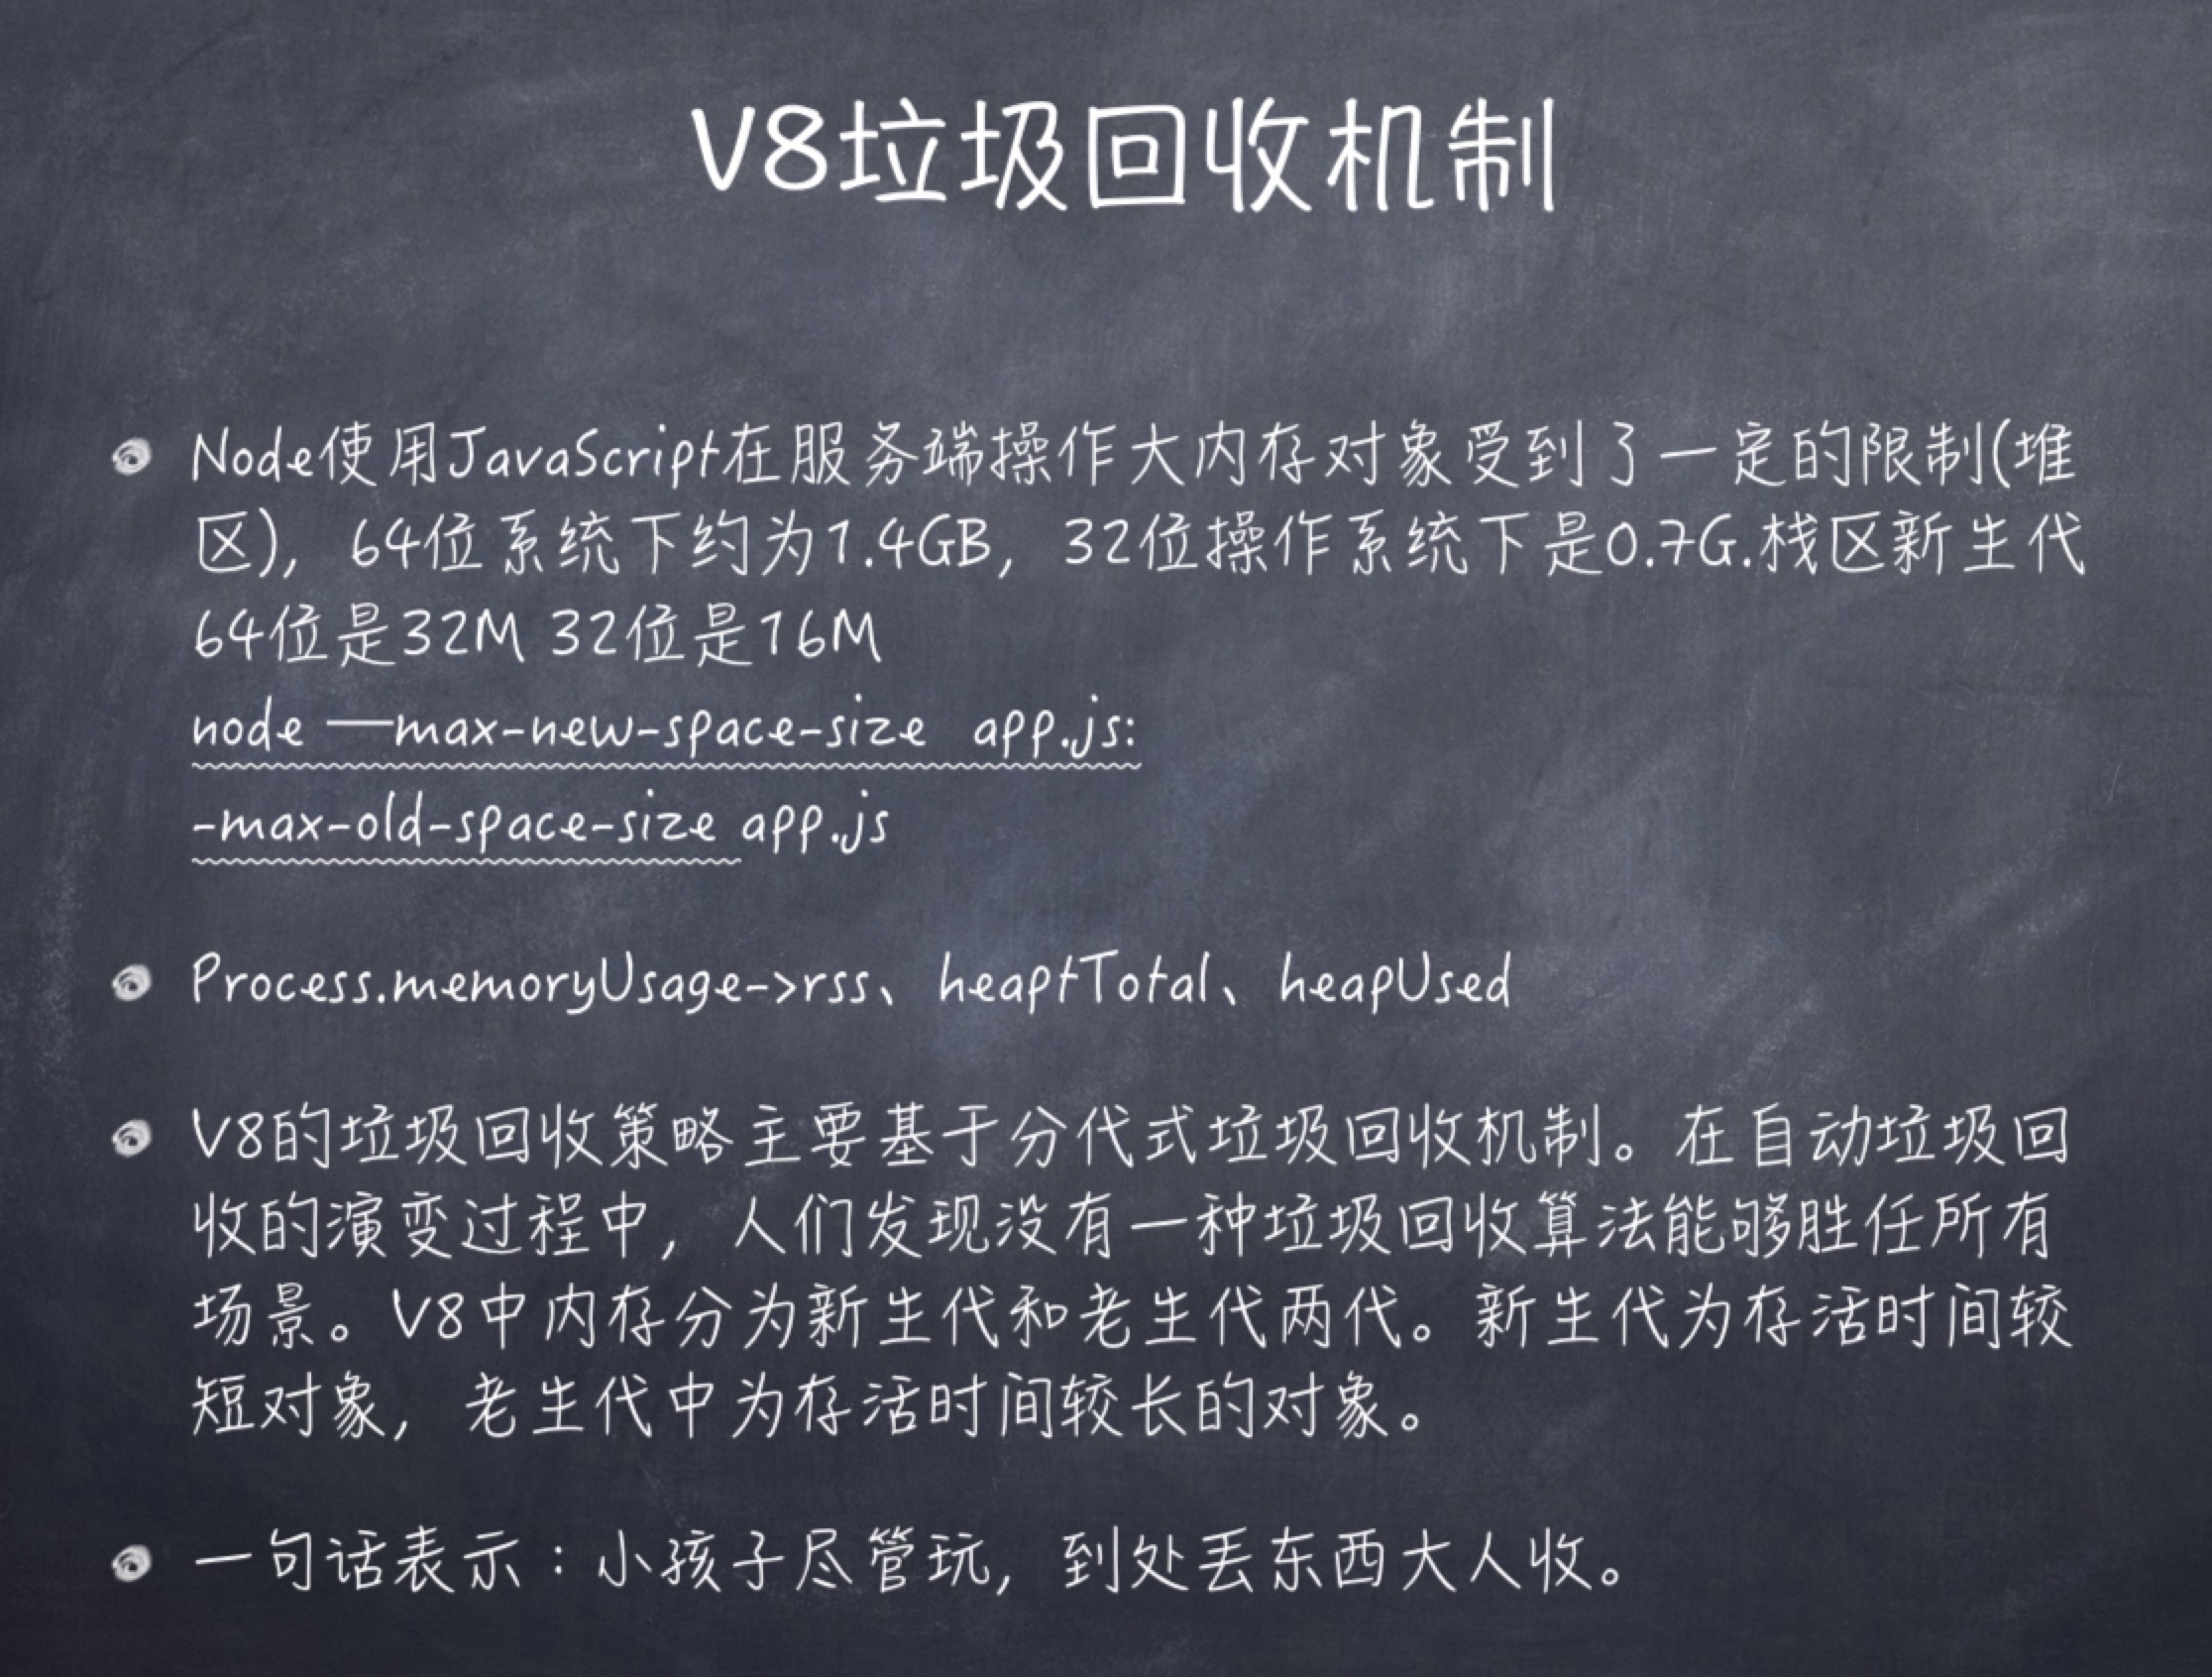 V8垃圾回收机制
Node使用JavaScript在服务端操作大内存对象受到了一定的限制(堆
区)，64位系统下约为1.4GB，32位操作系统下是0.7G.栈区新生代
64位是32M 32位是16M
node —max-new-space-size app.js:
-max-old-space-size app.js
Process.memoryUsage->rss、heaptTotal、heapUsed
V8的垃圾回收策略主要基于分代式垃圾回收机制。在自动垃圾回
收的演变过程中，人们发现没有一种垃圾回收算法能够胜任所有
场景。V8中内存分为新生代和老生代两代。新生代为存活时间较
短对象，老生代中为存活时间较长的对象。
一句话表示：小孩子尽管玩，到处丢东西大人收。